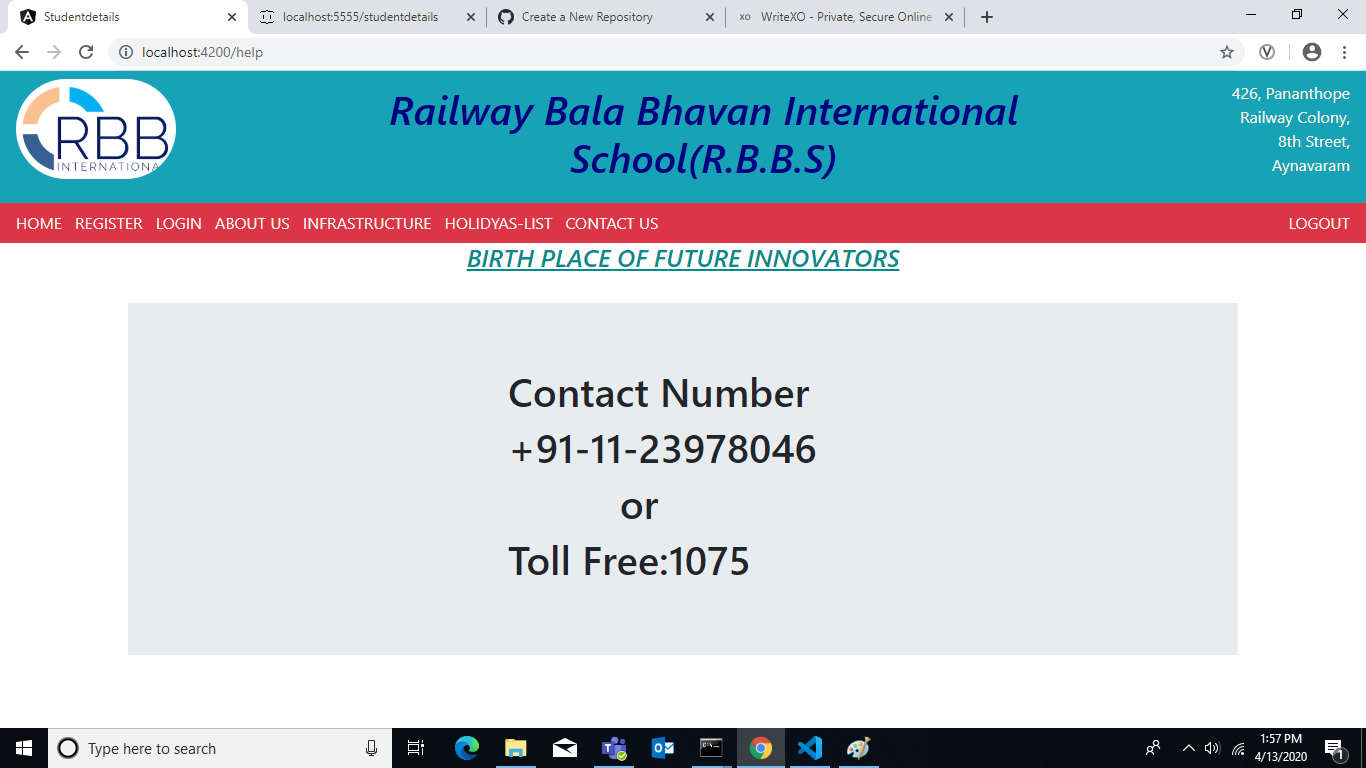 Studentdetails
localhost:5555/studentdetails
Create a New Repository
XO WriteXO - Private, Secure Online
localhost:4200/help
RBB
INTERNATIONA
Railway Bala Bhavan International
School(R.B.B.S)
426, Pananthope
Railway Colony,
8th Street,
Aynavaram
HOME REGISTER LOGIN ABOUT US INFRASTRUCTURE HOLIDYAS-LIST CONTACT US LOGOUT
BIRTH PLACE OF FUTURE INNOVATORS
Contact Number
+91-11-23978046
or
Toll Free:1075
Type here to search
1:57 PM
4/13/2020
1